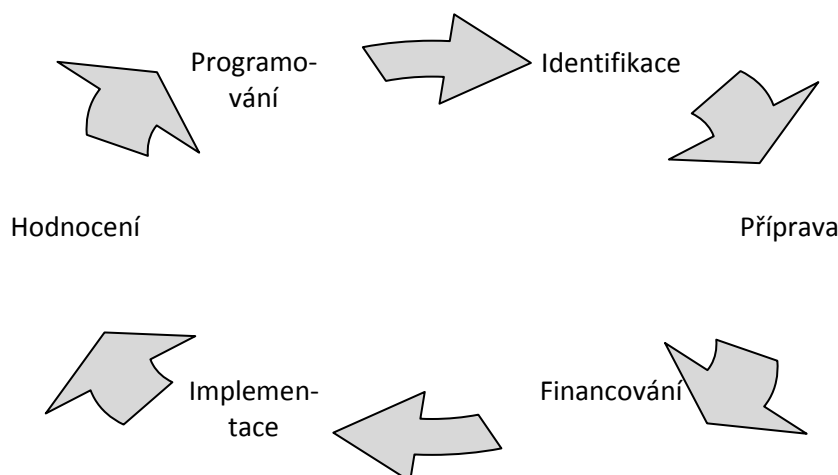 Programo-
vání
Identifikace
Hodnocení
Příprava
Implemen-
tace
Financování